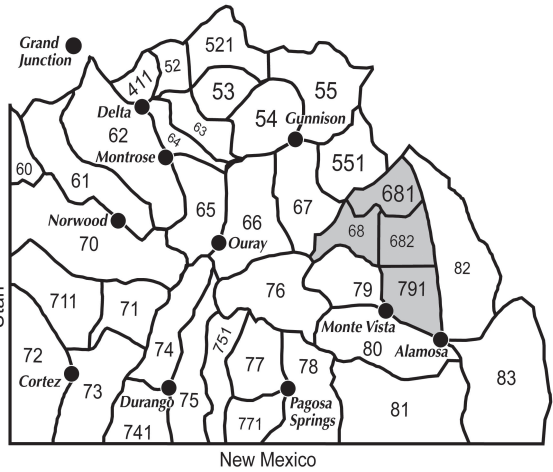 Grand
Junction
521
52
411
53
55
Delta
54
62
63
64
Gunnison
Montrose
551
60
61
681
65
66
67
Norwood
68
682
70
Ouray
82
711
71
76
79
791
Utah
Monte Vista
72
74
751
80
Alamosa
77
78
Cortez
73
Durango
75
Pagosa
Springs
83
81
741
771
New Mexico